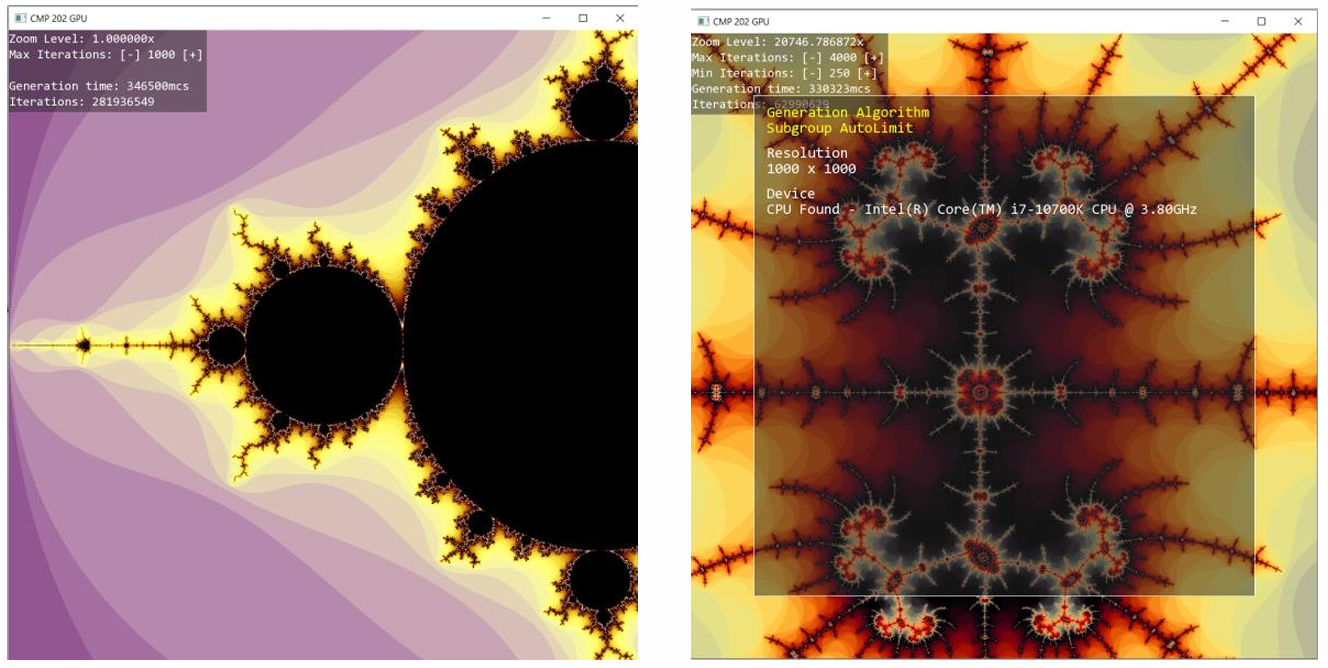 CMP 202 GPU
Zoom Level: 1.000000x
Max Iterations: [-] 1000 [+]
Generation time: 346500mcs
Iterations: 281936549
CMP 202 GPU
Zoom Level: 20746.786872x
Max Iterations: [-] 4000 [+]
Min Iterations: [-] 250 [+]
Generation time: 330323mcs
Iterations: 62990629
Generation Algorithm
Subgroup AutoLimit
Resolution
1000 x 1000
Device
CPU Found - Intel(R) Core(TM) i7-10700K CPU @ 3.80GHz